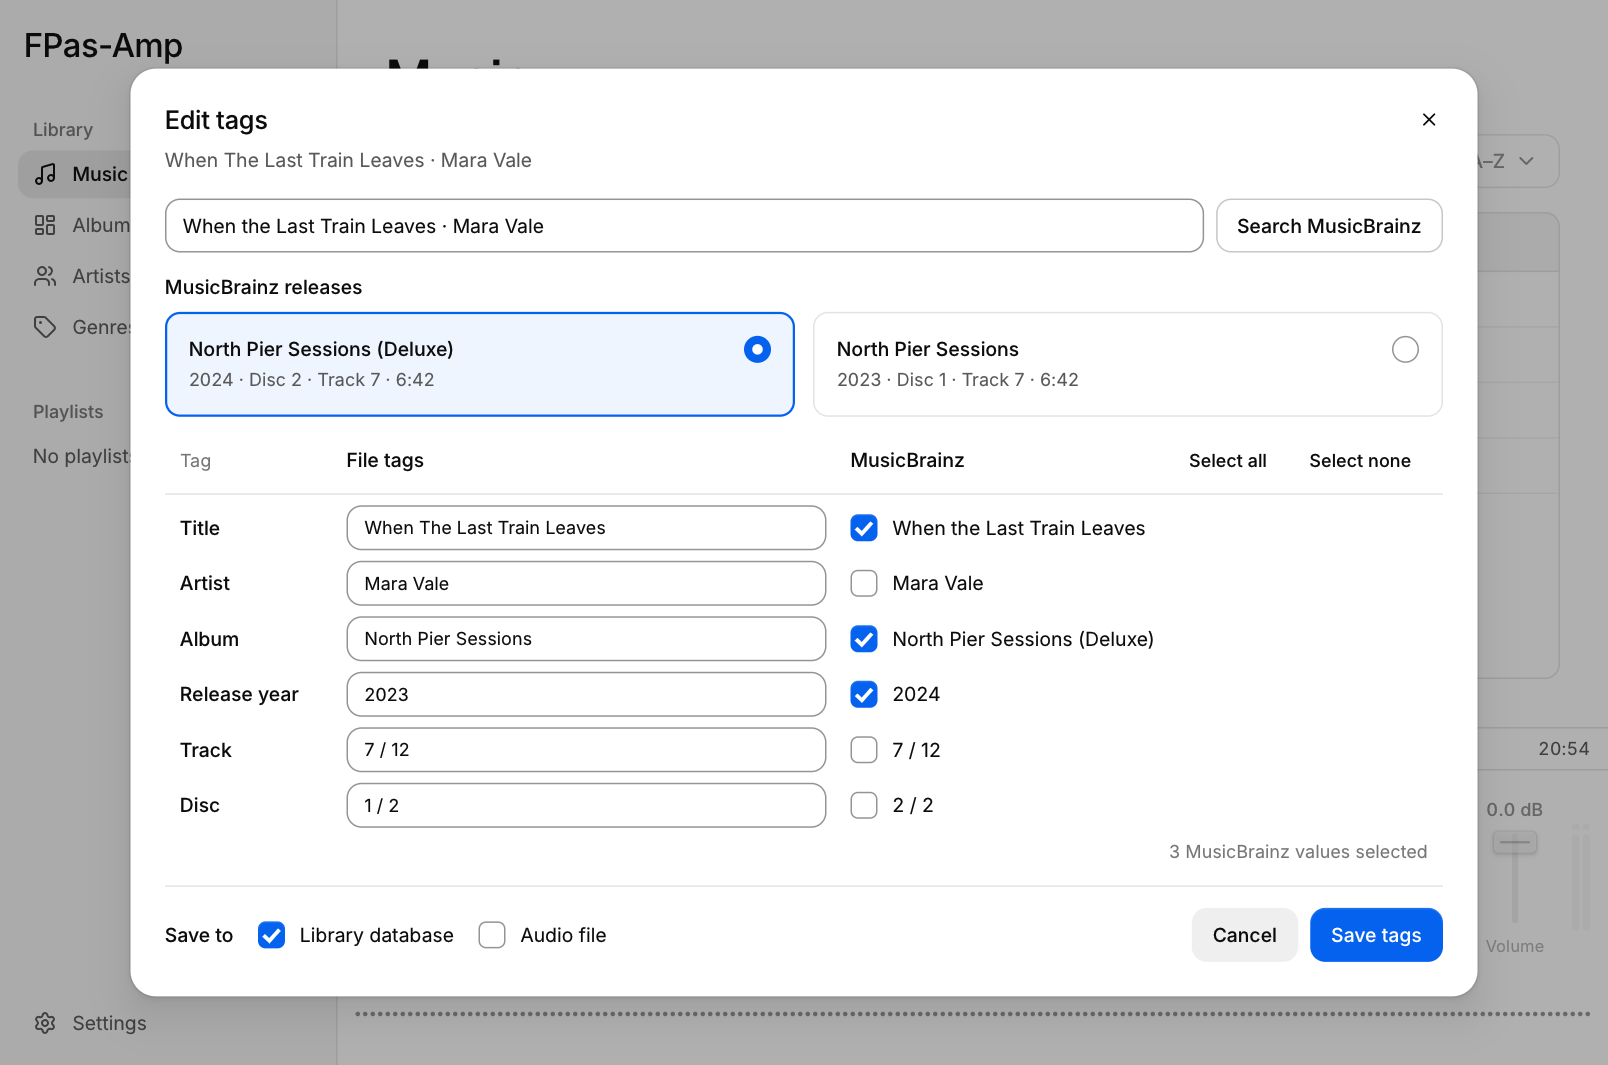 FPas-Amp
Library
Music
Album
Artists
Genres
Playlists
No playlists
Settings
A–Z
Edit tags
When The Last Train Leaves · Mara Vale
When the Last Train Leaves · Mara Vale
Search MusicBrainz
MusicBrainz releases
North Pier Sessions (Deluxe)
2024 · Disc 2 · Track 7 · 6:42
North Pier Sessions
2023 · Disc 1 · Track 7 · 6:42
Tag File tags MusicBrainz Select all Select none
Title When The Last Train Leaves When the Last Train Leaves
Artist Mara Vale Mara Vale
Album North Pier Sessions North Pier Sessions (Deluxe)
Release year 2023 2024
Track 7 / 12 7 / 12
Disc 1 / 2 2 / 2
3 MusicBrainz values selected
Save to Library database Audio file Cancel Save tags
20:54
0.0 dB
Volume